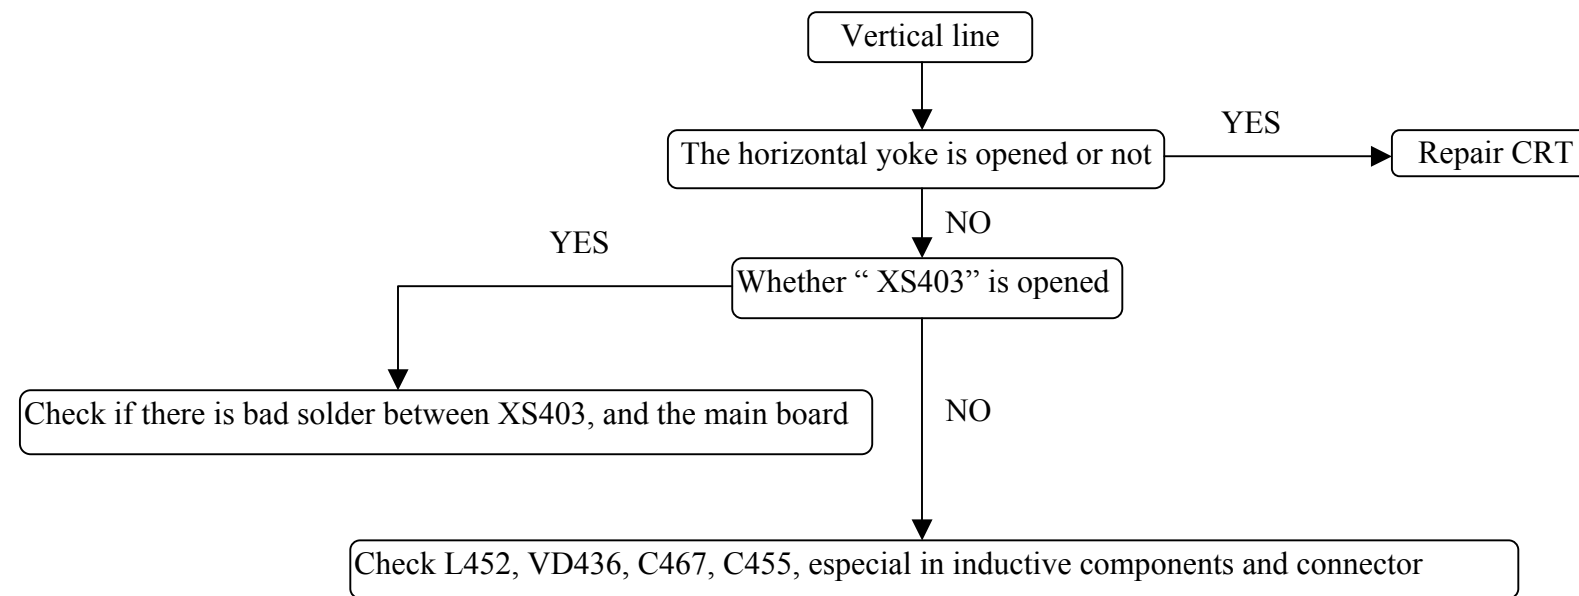 Vertical line
YES
The horizontal yoke is opened or not
Repair CRT
NO
YES
Whether “ XS403” is opened
Check if there is bad solder between XS403, and the main board
NO
Check L452, VD436, C467, C455, especial in inductive components and connector